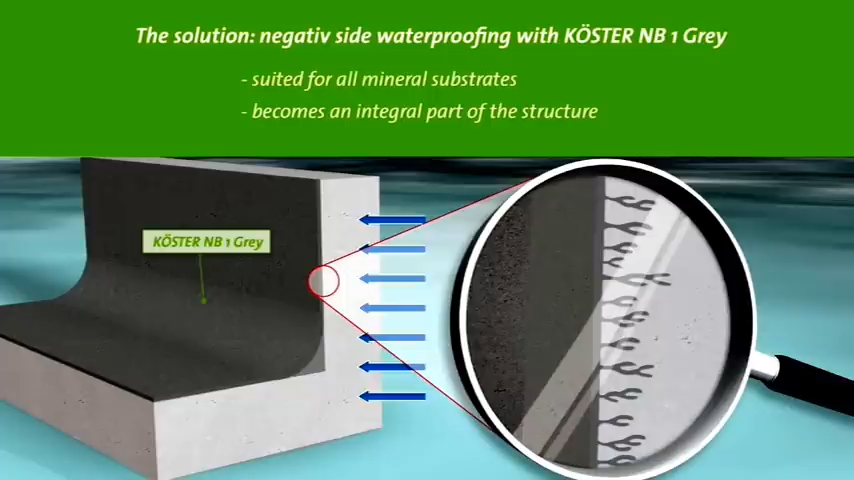 The solution: negativ side waterproofing with KÖSTER NB 1 Grey
- suited for all mineral substrates
- becomes an integral part of the structure
KÖSTER NB 1 Grey